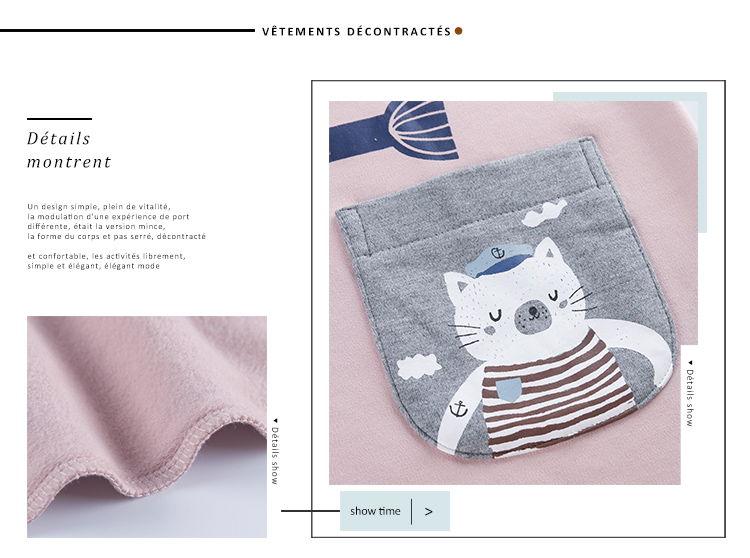 VÊTEMENTS DÉCONTRACTÉS
Détails
montrent
Un design simple, plein de vitalité,
la modulation d'une expérience de port
différente, était la version mince,
la forme du corps et pas serré, décontracté
et confortable, les activités librement,
simple et élégant, élégant mode
Détails show
Détails show
show time | >